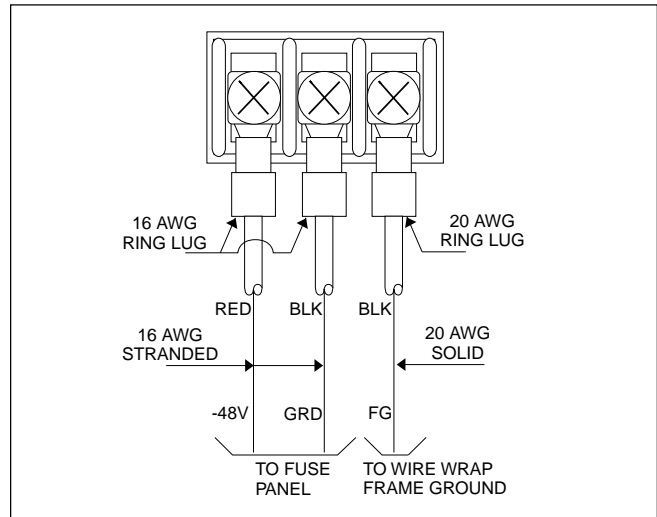 16 AWG
RING LUG
20 AWG
RING LUG
RED
BLK
BLK
16 AWG
STRANDED
20 AWG
SOLID
-48V
GRD
FG
TO FUSE
PANEL
TO WIRE WRAP
FRAME GROUND